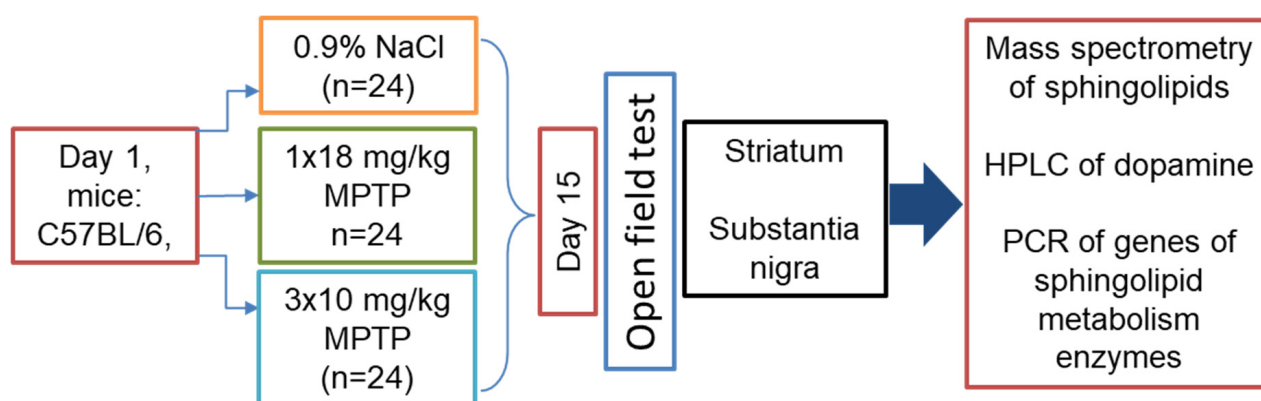 Day 1,
mice:
C57BL/6,
0.9% NaCl
(n=24)
1x18 mg/kg
MPTP
n=24
3x10 mg/kg
MPTP
(n=24)
Day 15
Open field test
Striatum
Substantia
nigra
Mass spectrometry
of sphingolipids
HPLC of dopamine
PCR of genes of
sphingolipid
metabolism
enzymes